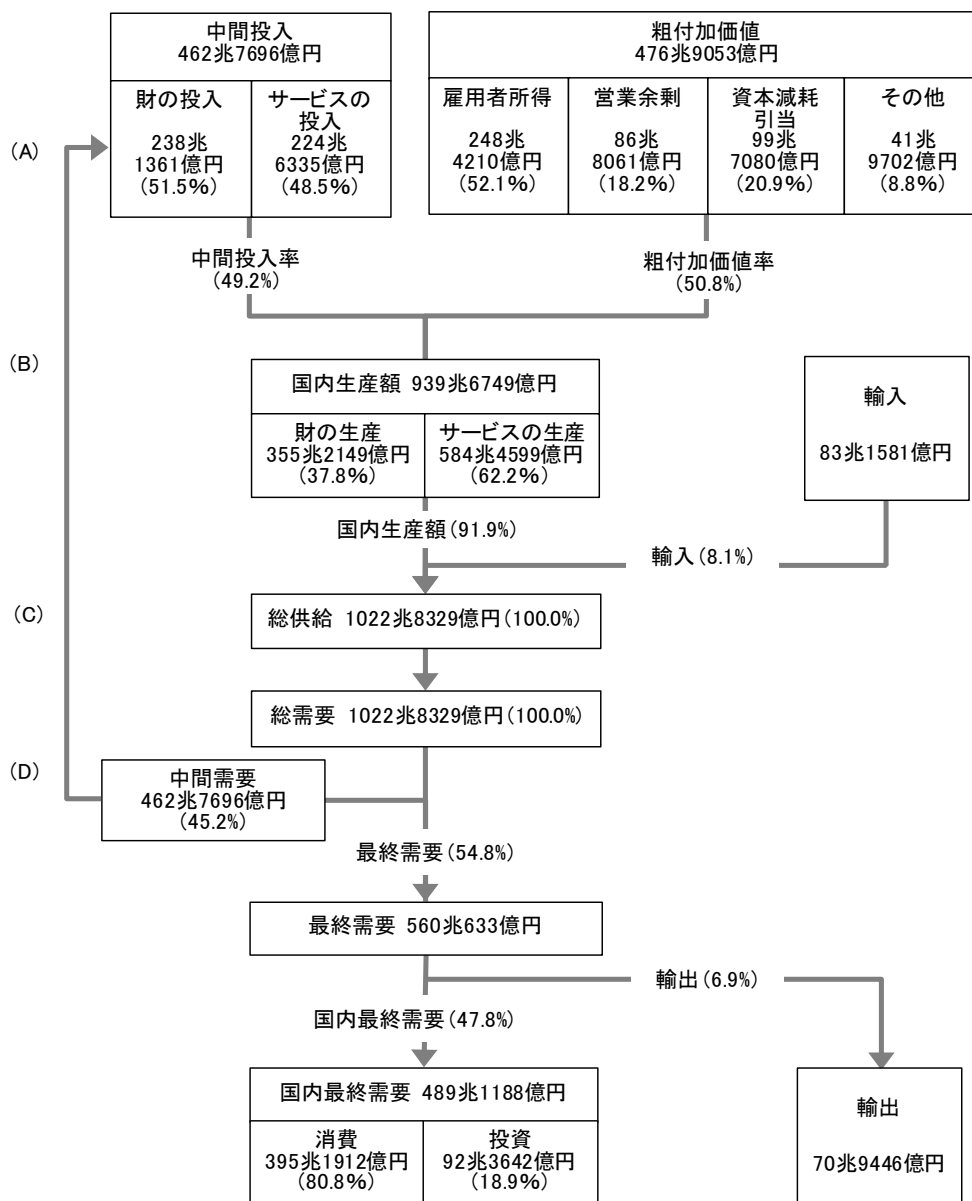 中間投入
462兆7696億円
財の投入
238兆
1361億円
(51.5%)
サービスの
投入
224兆
6335億円
(48.5%)
粗付加価値
476兆9053億円
雇用者所得
248兆
4210億円
(52.1%)
営業余剰
86兆
8061億円
(18.2%)
資本減耗
引当
99兆
7080億円
(20.9%)
その他
41兆
9702億円
(8.8%)
(A)
中間投入率
(49.2%)
粗付加価値率
(50.8%)
(B)
国内生産額 939兆6749億円
財の生産
355兆2149億円
(37.8%)
サービスの生産
584兆4599億円
(62.2%)
輸入
83兆1581億円
国内生産額(91.9%)
輸入(8.1%)
(C)
総供給 1022兆8329億円(100.0%)
総需要 1022兆8329億円(100.0%)
(D)
中間需要
462兆7696億円
(45.2%)
最終需要(54.8%)
最終需要 560兆633億円
輸出(6.9%)
国内最終需要(47.8%)
国内最終需要 489兆1188億円
消費
395兆1912億円
(80.8%)
投資
92兆3642億円
(18.9%)
輸出
70兆9446億円